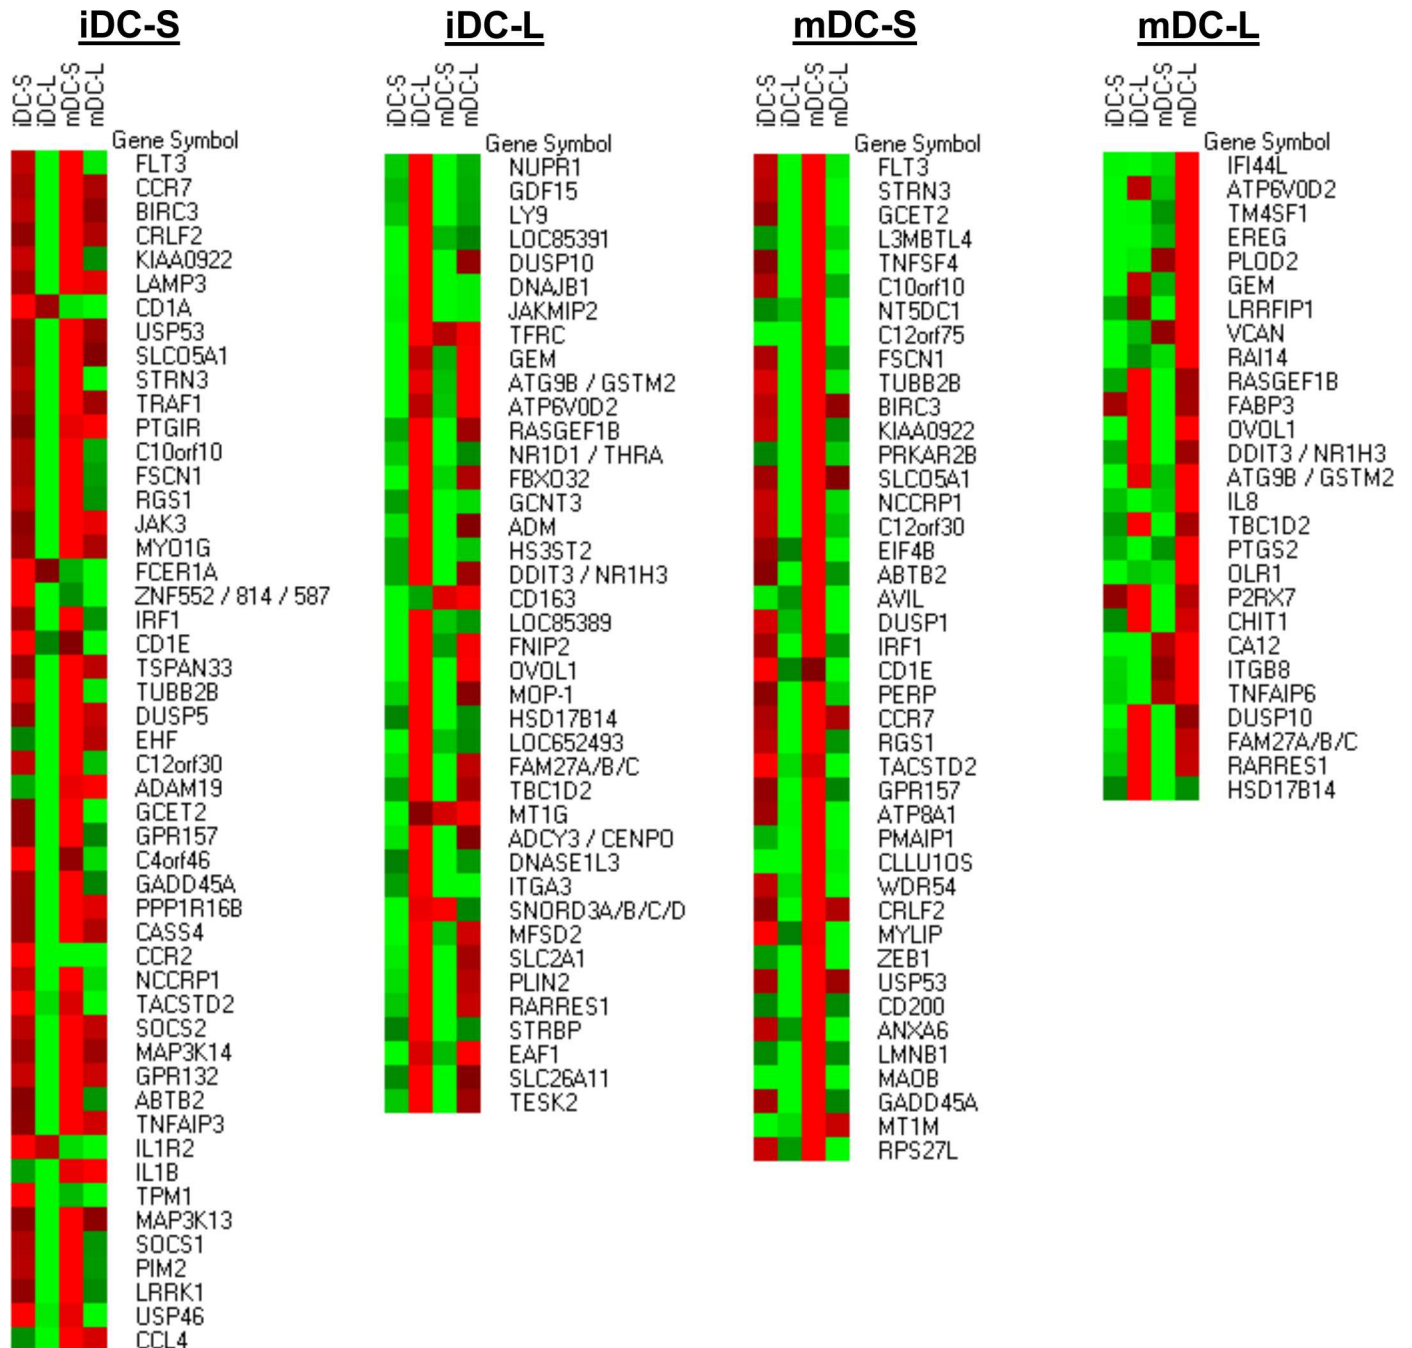 iDC-S
iDC-S
iDC-L
mDC-S
mDC-L
Gene Symbol
FLT3
CCR7
BIRC3
CRLF2
KIAA0922
LAMP3
CD1A
USP53
SLCO5A1
STRN3
TRAF1
PTGIR
C10orf10
FSCN1
RGS1
JAK3
MYO1G
FCER1A
ZNF552 / 814 / 587
IRF1
CD1E
TSPAN33
TUBB2B
DUSP5
EHF
C12orf30
ADAM19
GCET2
GPR157
C4orf46
GADD45A
PPP1R16B
CASS4
CCR2
NCCRP1
TACSTD2
SOCS2
MAP3K14
GPR132
ABTB2
TNFAIP3
IL1R2
IL1B
TPM1
MAP3K13
SOCS1
PIM2
LRRK1
USP46
CCL4
iDC-L
iDC-S
iDC-L
mDC-S
mDC-L
Gene Symbol
NUPR1
GDF15
LY9
LOC85391
DUSP10
DNAJB1
JAKMIP2
TFRC
GEM
ATG9B / GSTM2
ATP6V0D2
RASGEF1B
NR1D1 / THRA
FBXO32
GCNT3
ADM
HS3ST2
DDIT3 / NR1H3
CD163
LOC85389
FNIP2
OVOL1
MOP-1
HSD17B14
LOC652493
FAM27A/B/C
TBC1D2
MT1G
ADCY3 / CENPO
DNASE1L3
ITGA3
SNORD3A/B/C/D
MFSD2
SLC2A1
PLIN2
RARRES1
STRBP
EAF1
SLC26A11
TESK2
mDC-S
iDC-S
iDC-L
mDC-S
mDC-L
Gene Symbol
FLT3
STRN3
GCET2
L3MBTL4
TNFSF4
C10orf10
NT5DC1
C12orf75
FSCN1
TUBB2B
BIRC3
KIAA0922
PRKAR2B
SLCO5A1
NCCRP1
C12orf30
EIF4B
ABTB2
AVIL
DUSP1
IRF1
CD1E
PERP
CCR7
RGS1
TACSTD2
GPR157
ATP8A1
PMAIP1
CLLU1OS
WDR54
CRLF2
MYLIP
ZEB1
USP53
CD200
ANXA6
LMNB1
MAOB
GADD45A
MT1M
RPS27L
mDC-L
iDC-S
iDC-L
mDC-S
mDC-L
Gene Symbol
IFI44L
ATP6V0D2
TM4SF1
EREG
PLOD2
GEM
LRRFIP1
VCAN
RAI14
RASGEF1B
FABP3
OVOL1
DDIT3 / NR1H3
ATG9B / GSTM2
IL8
TBC1D2
PTGS2
OLR1
P2RX7
CHIT1
CA12
ITGB8
TNFAIP6
DUSP10
FAM27A/B/C
RARRES1
HSD17B14